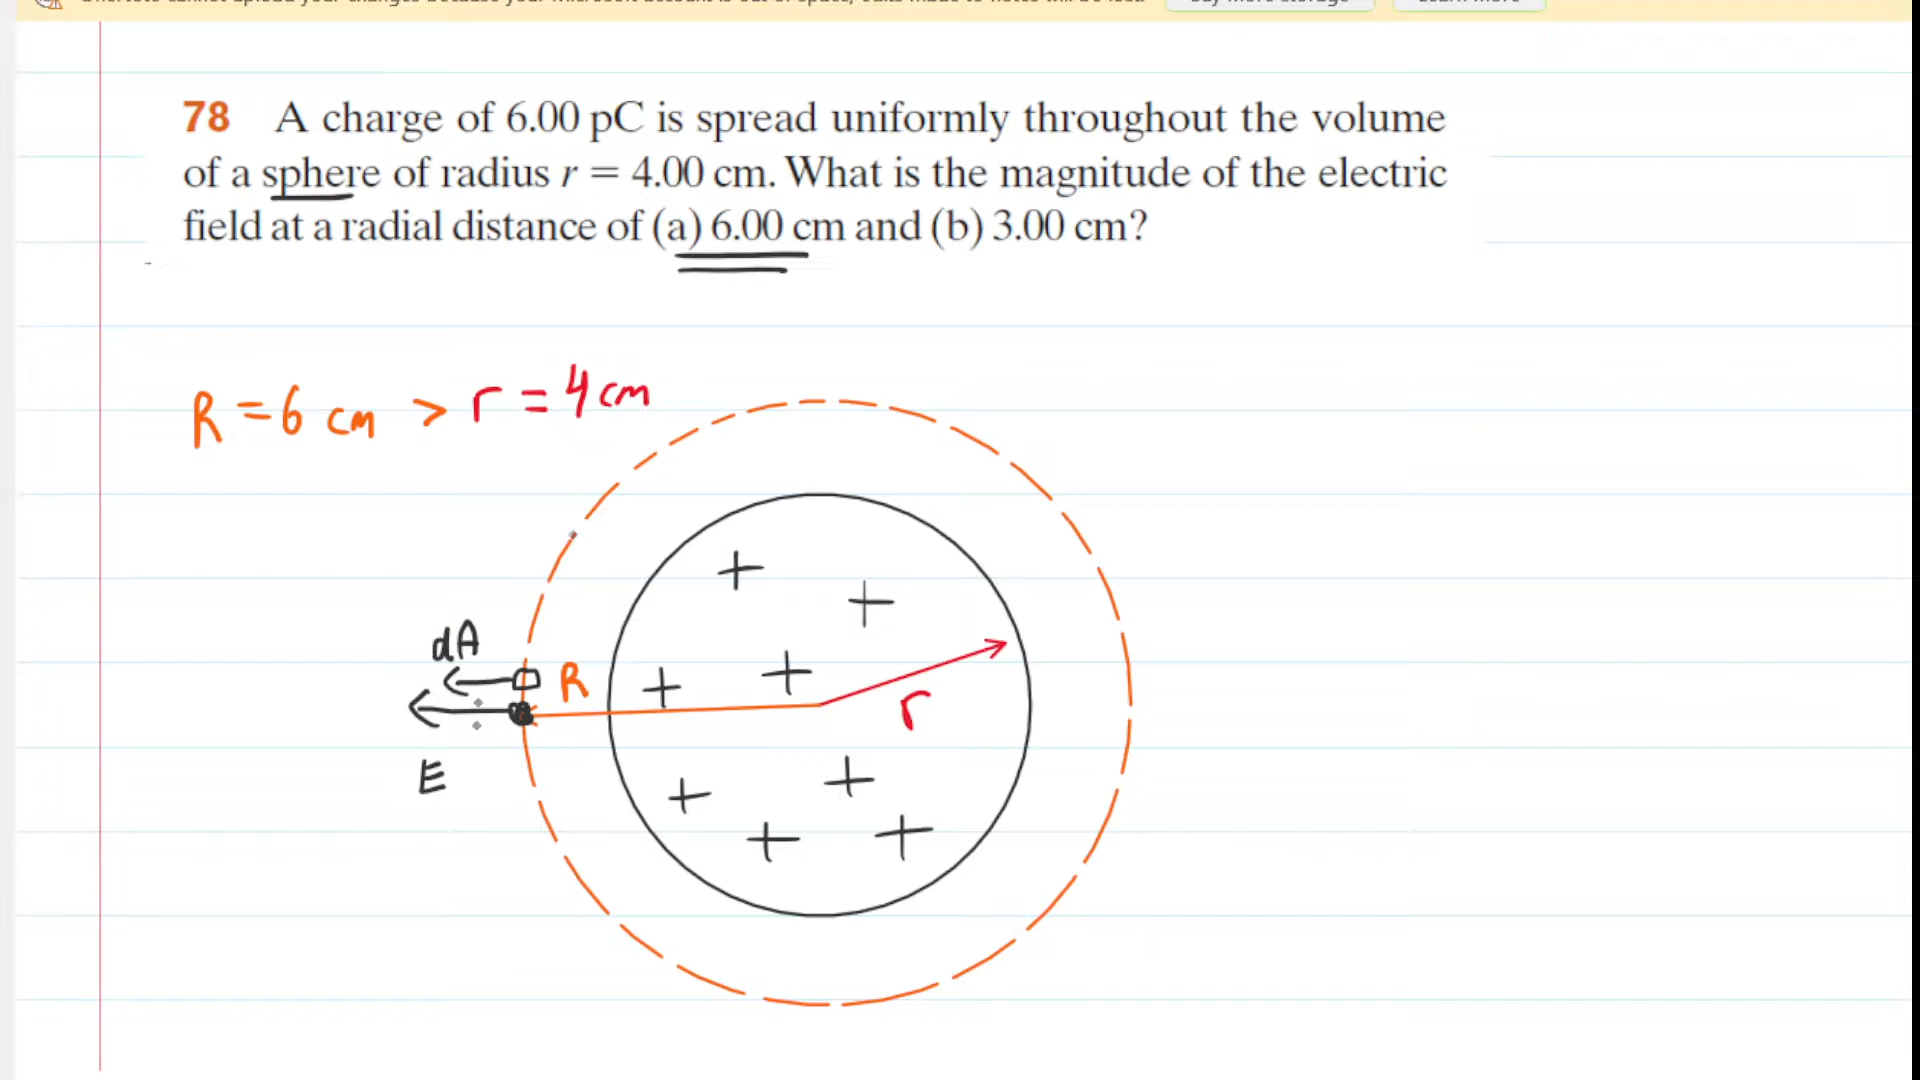 78 A charge of 6.00 pC is spread uniformly throughout the volume
of a sphere of radius r = 4.00 cm. What is the magnitude of the electric
field at a radial distance of (a) 6.00 cm and (b) 3.00 cm?
R = 6 cm > r = 4 cm
+
+
dA
R
+ +
r
E
+ +
+ +